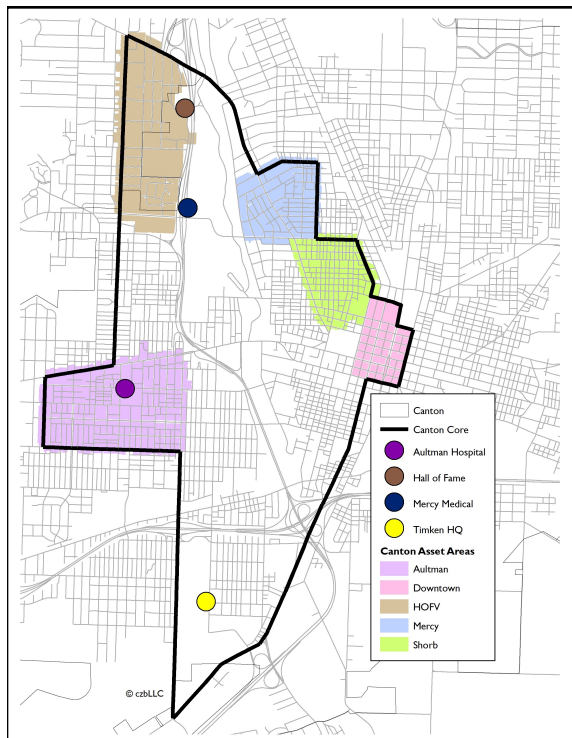 Canton
Canton Core
Aultman Hospital
Hall of Fame
Mercy Medical
Timken HQ
Canton Asset Areas
Aultman
Downtown
HOFV
Mercy
Shorb
© czbLLC